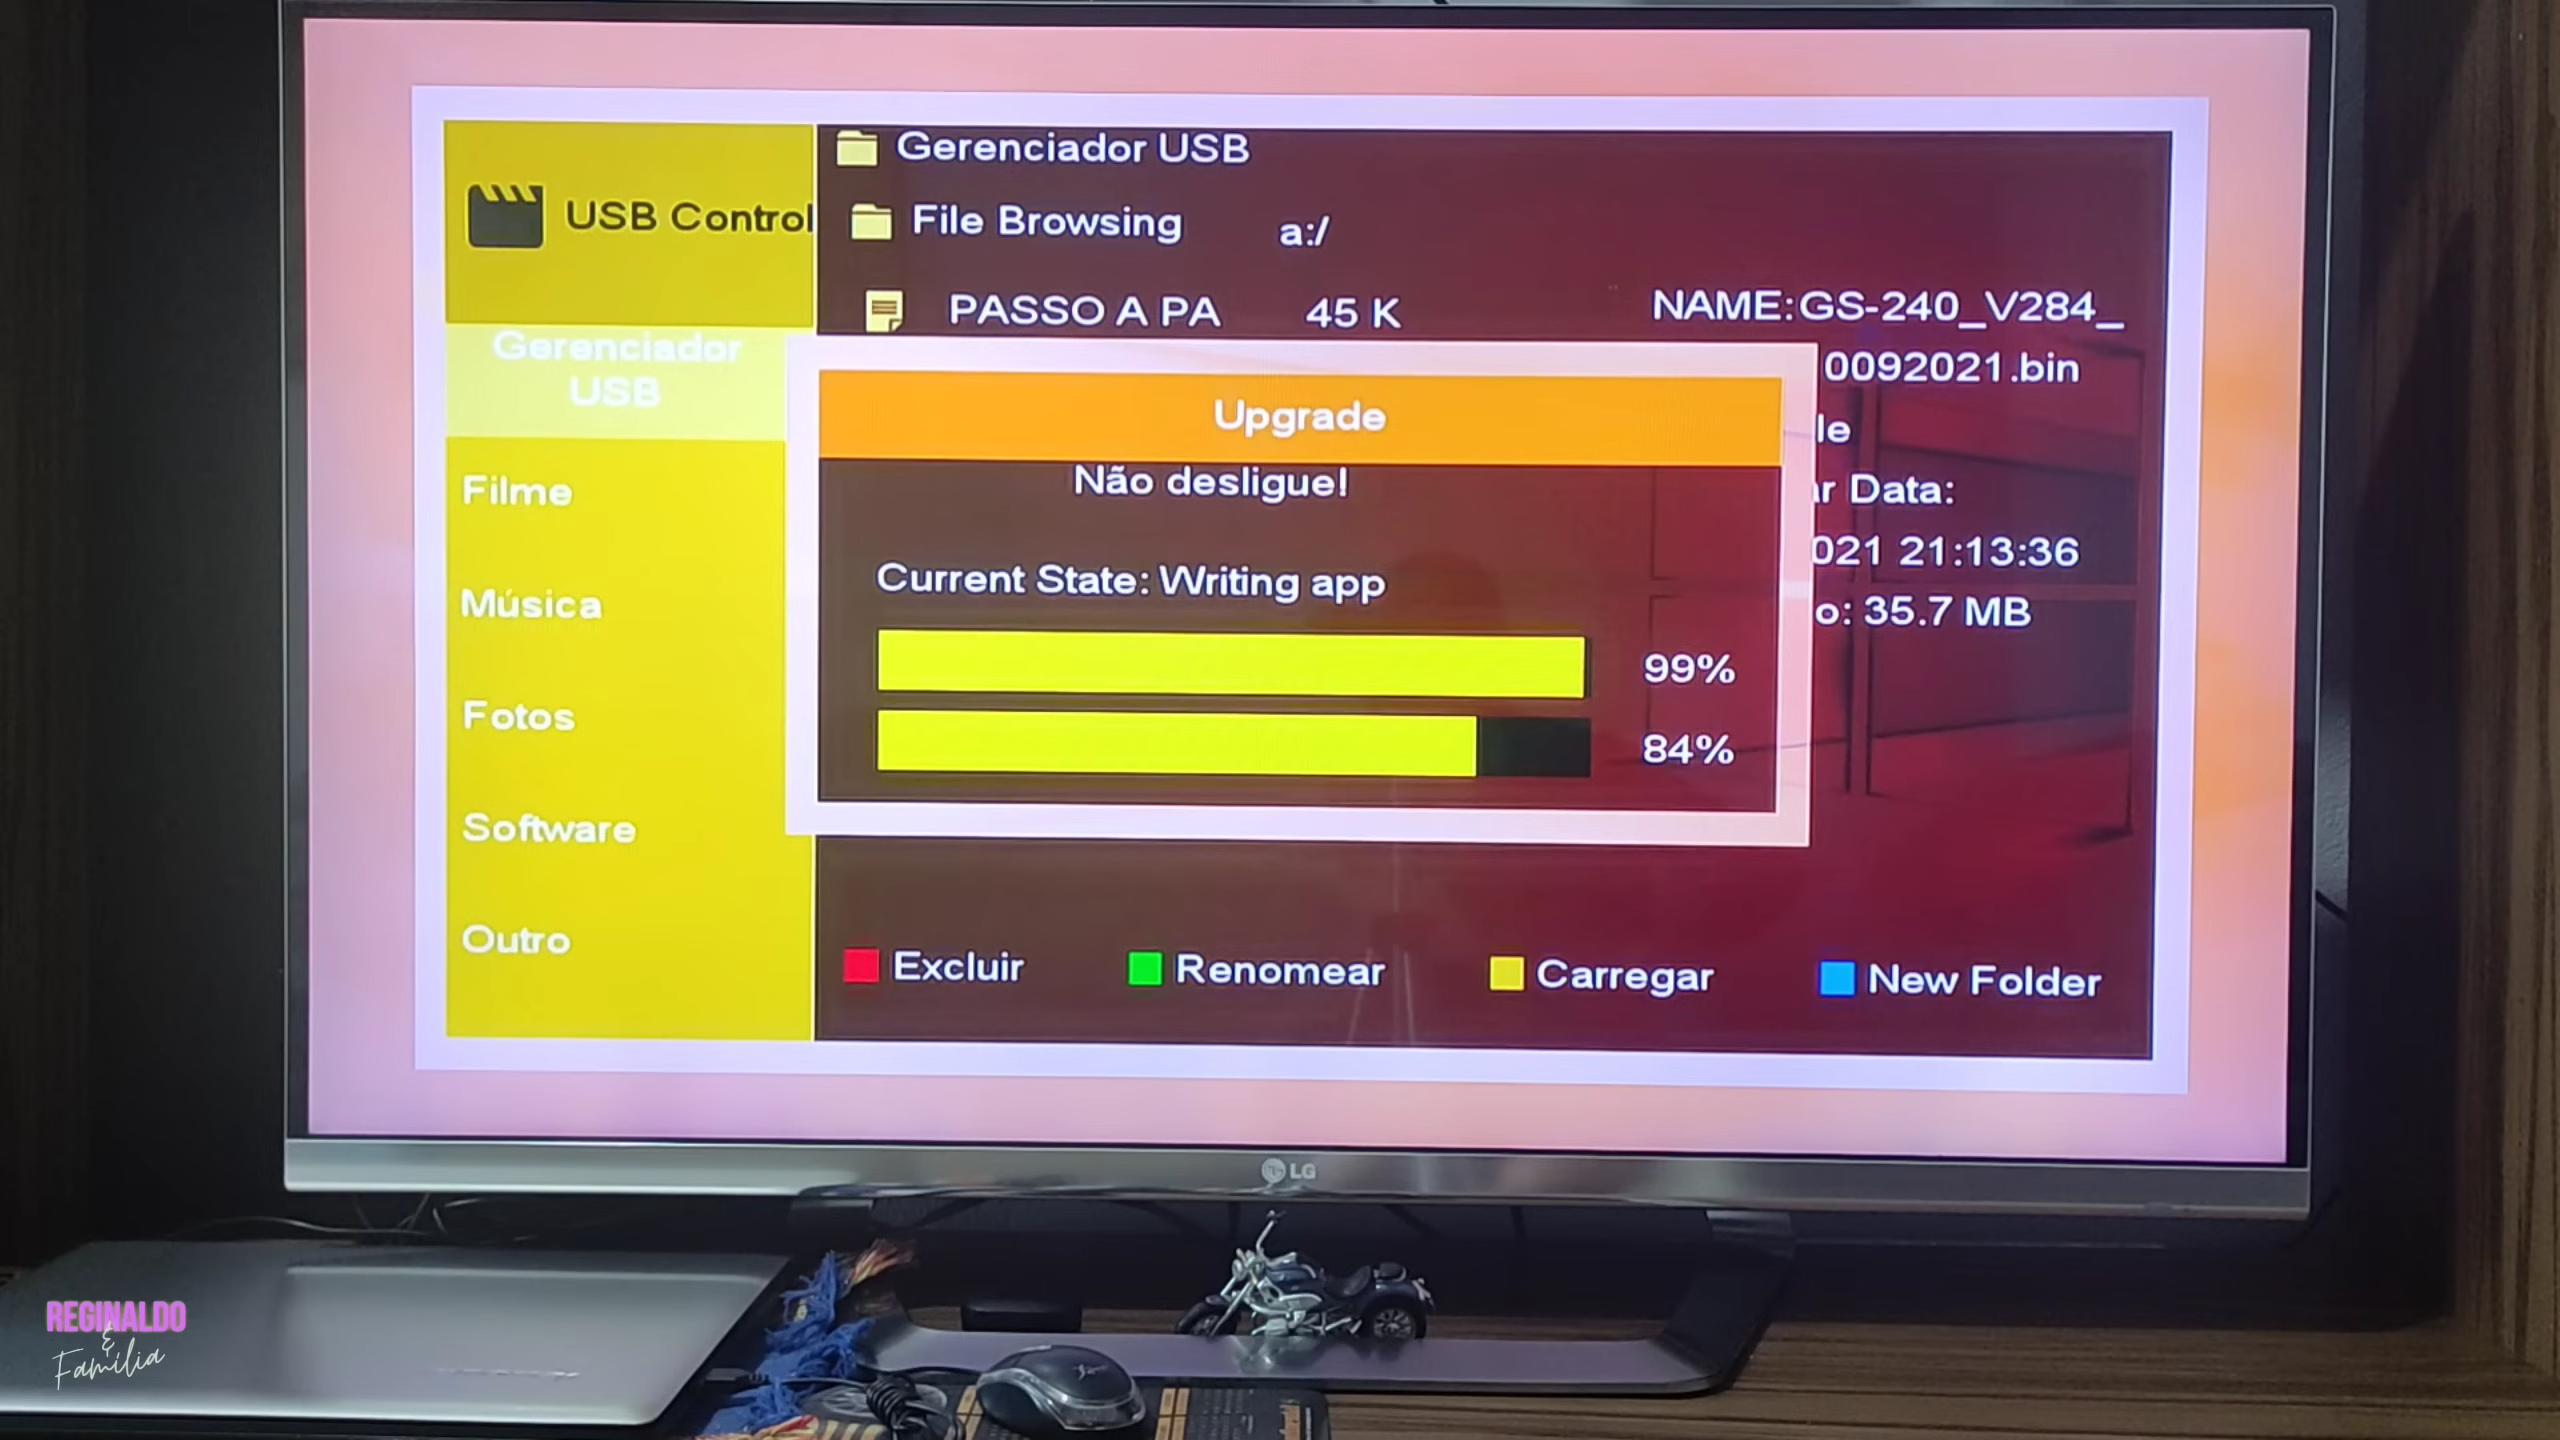 Gerenciador USB
USB Control
File Browsing a:/
PASSO A PA 45 K
NAME:GS-240_V284_
0092021.bin
Gerenciador
USB
Upgrade
le
Não desligue!
r Data:
Filme
Current State: Writing app
021 21:13:36
Música
o: 35.7 MB
99%
Fotos
84%
Software
Outro
Excluir Renomear Carregar New Folder
LG
REGINALDO
&
Família